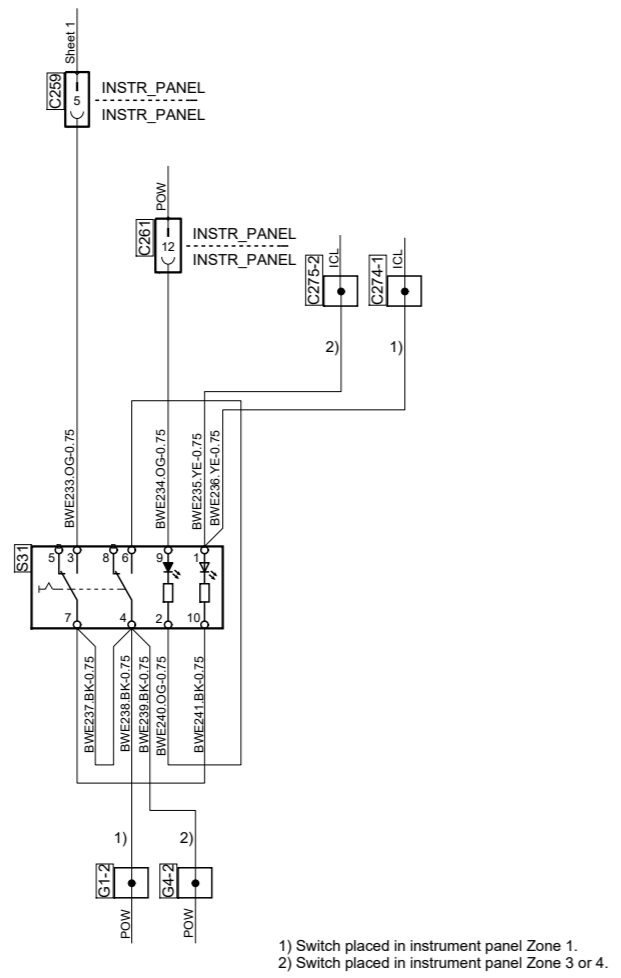 Sheet 1
C259
5
INSTR_PANEL
INSTR_PANEL
POW
C261
12
INSTR_PANEL
INSTR_PANEL
ICL
C275-2
ICL
C274-1
2)
1)
BWE233.OG-0.75
BWE234.OG-0.75
BWE235.YE-0.75
BWE236.YE-0.75
S31
5 3 8 6 9 1
7 4 2 10
BWE237.BK-0.75
BWE238.BK-0.75
BWE239.BK-0.75
BWE240.OG-0.75
BWE241.BK-0.75
1)
2)
G1-2
G4-2
POW
POW
1) Switch placed in instrument panel Zone 1.
2) Switch placed in instrument panel Zone 3 or 4.